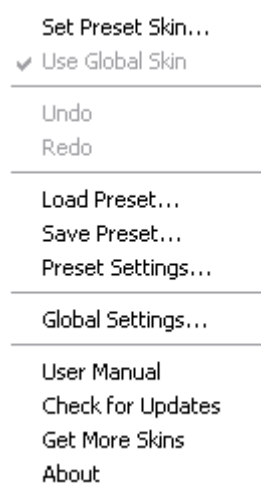 Set Preset Skin...
Use Global Skin
Undo
Redo
Load Preset...
Save Preset...
Preset Settings...
Global Settings...
User Manual
Check for Updates
Get More Skins
About